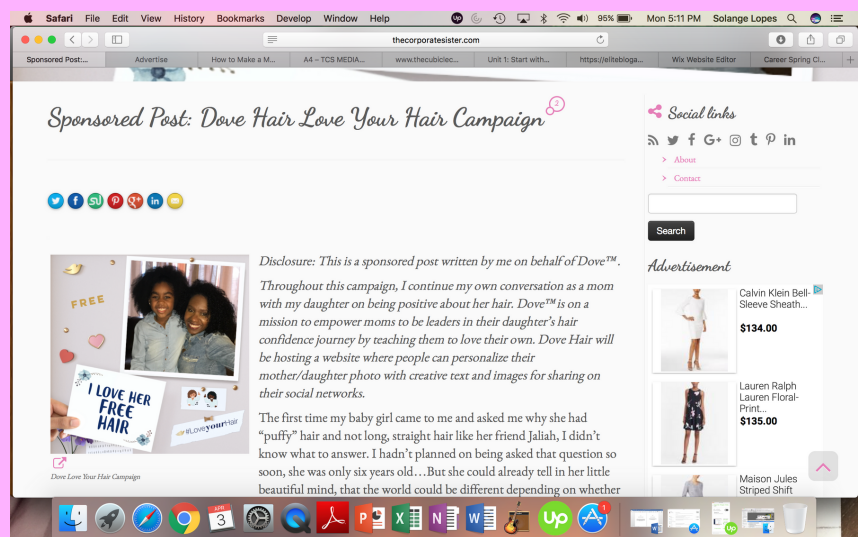 Safari File Edit View History Bookmarks Develop Window Help
Up 95% Mon 5:11 PM Solange Lopes
thecorporatesister.com
Sponsored Post:... Advertise How to Make a M... A4 – TCS MEDIA... www.thecubiclec... Unit 1: Start with... https://elitebloga... Wix Website Editor Career Spring Cl...
Sponsored Post: Dove Hair Love Your Hair Campaign
2
Disclosure: This is a sponsored post written by me on behalf of Dove™ .
Throughout this campaign, I continue my own conversation as a mom
with my daughter on being positive about her hair. Dove™ is on a
mission to empower moms to be leaders in their daughter's hair
confidence journey by teaching them to love their own. Dove Hair will
be hosting a website where people can personalize their
mother/daughter photo with creative text and images for sharing on
their social networks.
The first time my baby girl came to me and asked me why she had
“puffy” hair and not long, straight hair like her friend Jaliah, I didn't
know what to answer. I hadn't planned on being asked that question so
soon, she was only six years old…But she could already tell in her little
beautiful mind, that the world could be different depending on whether
FREE
I LOVE HER
FREE
HAIR
#LoveyourHair
Dove Love Your Hair Campaign
Social links
G+ t in
About
Contact
Search
Advertisement
Calvin Klein Bell-
Sleeve Sheath...
$134.00
Lauren Ralph
Lauren Floral-
Print...
$135.00
Maison Jules
Striped Shift
APR
3
P X N W Up 1